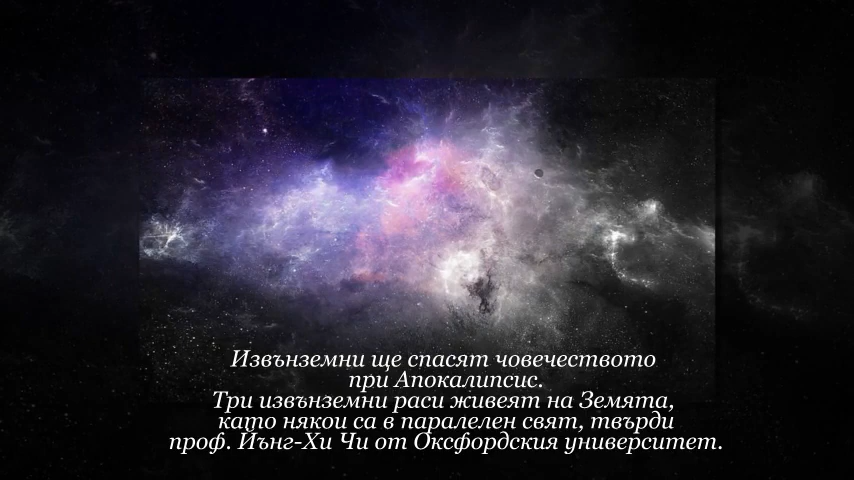 Извънземни ще спасят човечеството
при Апокалипсис.
Три извънземни раси живеят на Земята,
като някои са в паралелен свят, твърди
проф. Йънг-Хи Чи от Оксфордския университет.